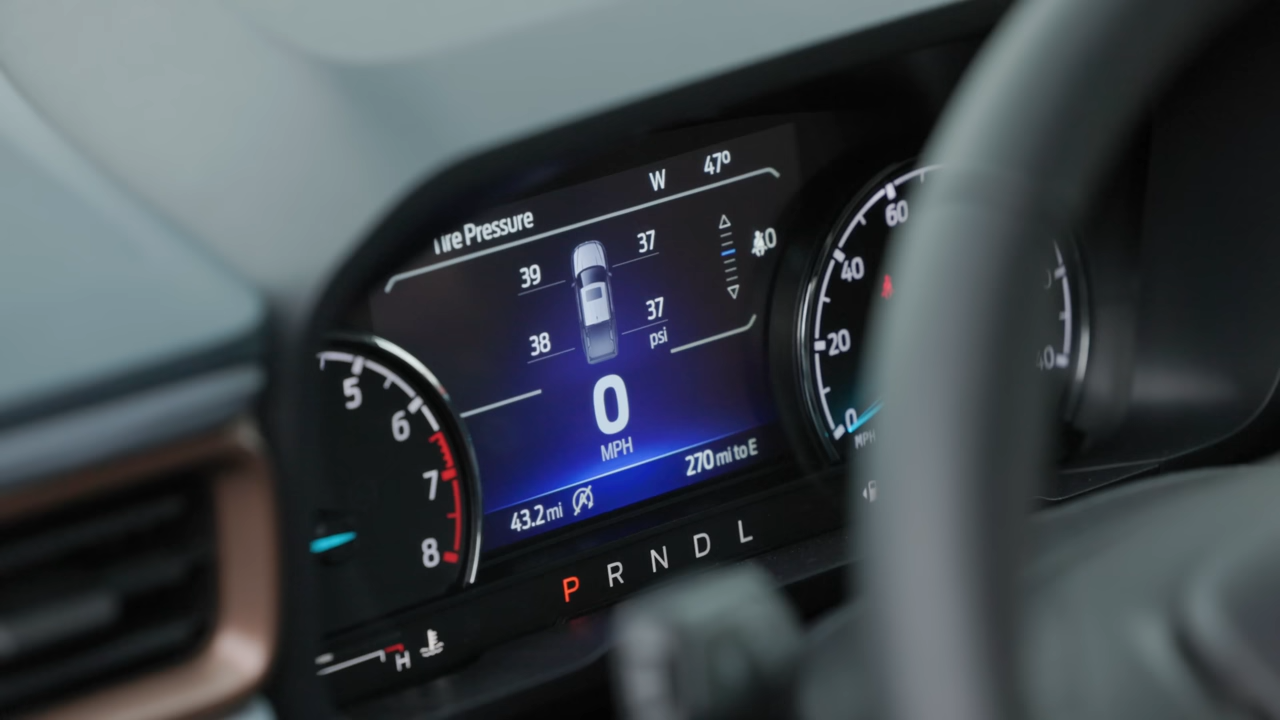 W 47°
Tire Pressure
39 37
38 37
psi
0
MPH
43.2 mi 270 mi to E
P R N D L
5
6
7
8
H
60
40
20
0
MPH